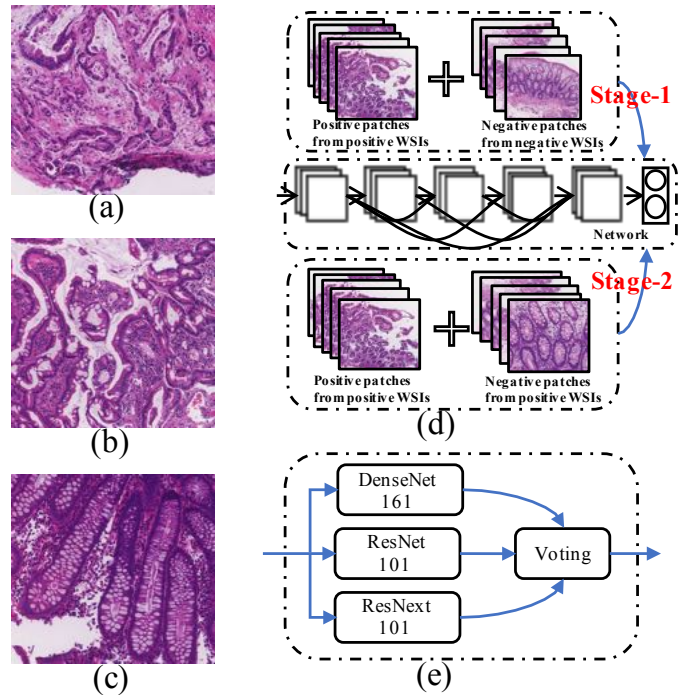 (a)
(b)
(c)
Positive patches
from positive WSIs
Negative patches
from negative WSIs
Stage-1
Network
Stage-2
Positive patches
from positive WSIs
Negative patches
from positive WSIs
(d)
DenseNet
161
ResNet
101
ResNext
101
Voting
(e)